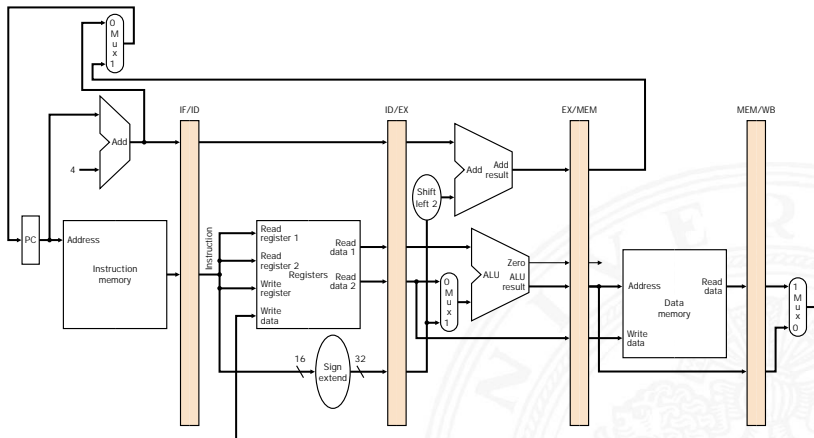 0
M
u
x
1
IF/ID
ID/EX
EX/MEM
MEM/WB
Add
4
Add
Add
result
Shift
left 2
PC
Address
Instruction
memory
Instruction
Read
register 1
Read
register 2
Write
register
Write
data
Registers
Read
data 1
Read
data 2
0
M
u
x
1
Zero
ALU
ALU
result
Address
Write
data
Data
memory
Read
data
1
M
u
x
0
16
Sign
extend
32
N I V E R